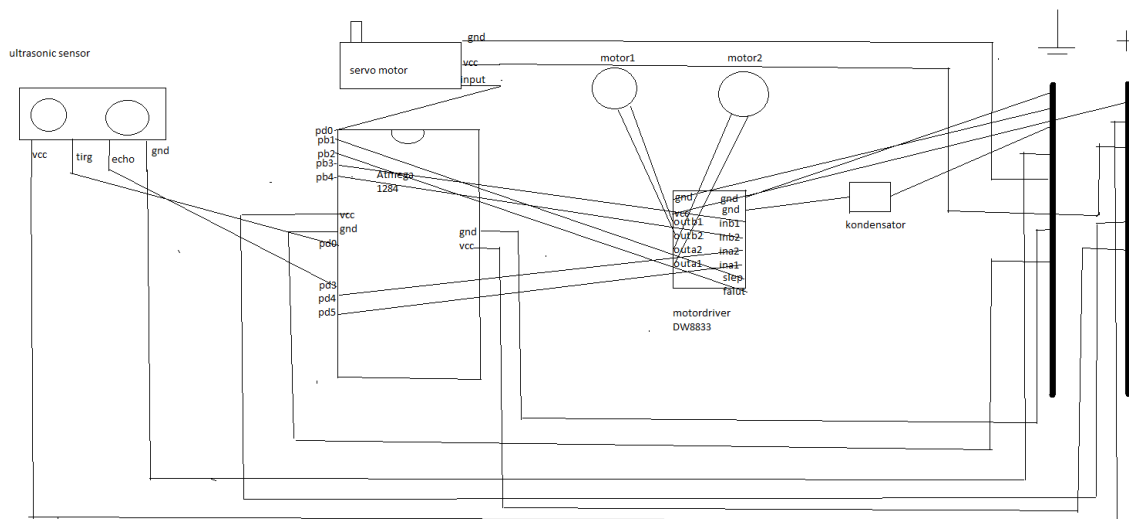 ultrasonic sensor
vcc
tirg
echo
gnd
servo motor
gnd
vcc
input
motor1
motor2
pd0
pb1
pb2
pb3
pb4
Atmega
1284
vcc
gnd
pd0
pd3
pd4
pd5
gnd
vcc
gnd
vcc
outb1
outb2
outa2
outa1
gnd
gnd
inb1
inb2
ina2
ina1
slep
falut
motordriver
DW8833
kondensator